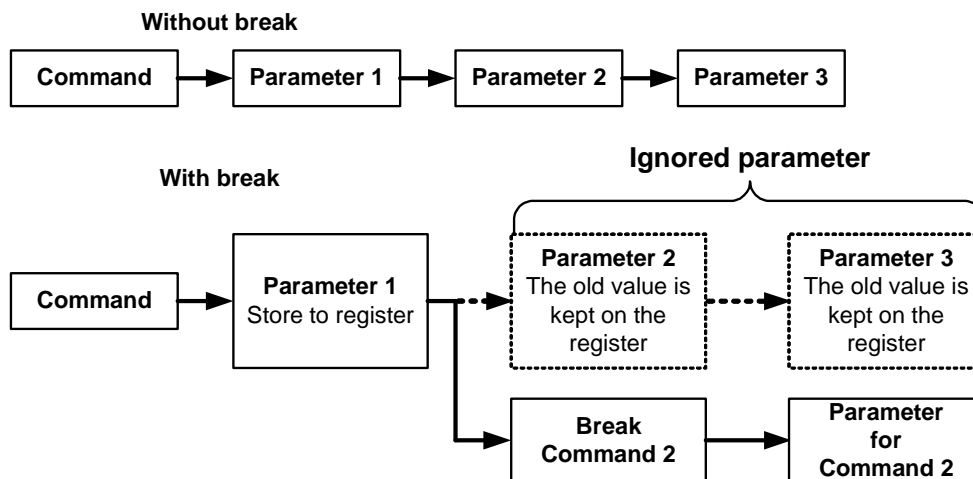 Without break
Command
Parameter 1
Parameter 2
Parameter 3
Ignored parameter
With break
Command
Parameter 1
Store to register
Parameter 2
The old value is
kept on the
register
Parameter 3
The old value is
kept on the
register
Break
Command 2
Parameter
for
Command 2